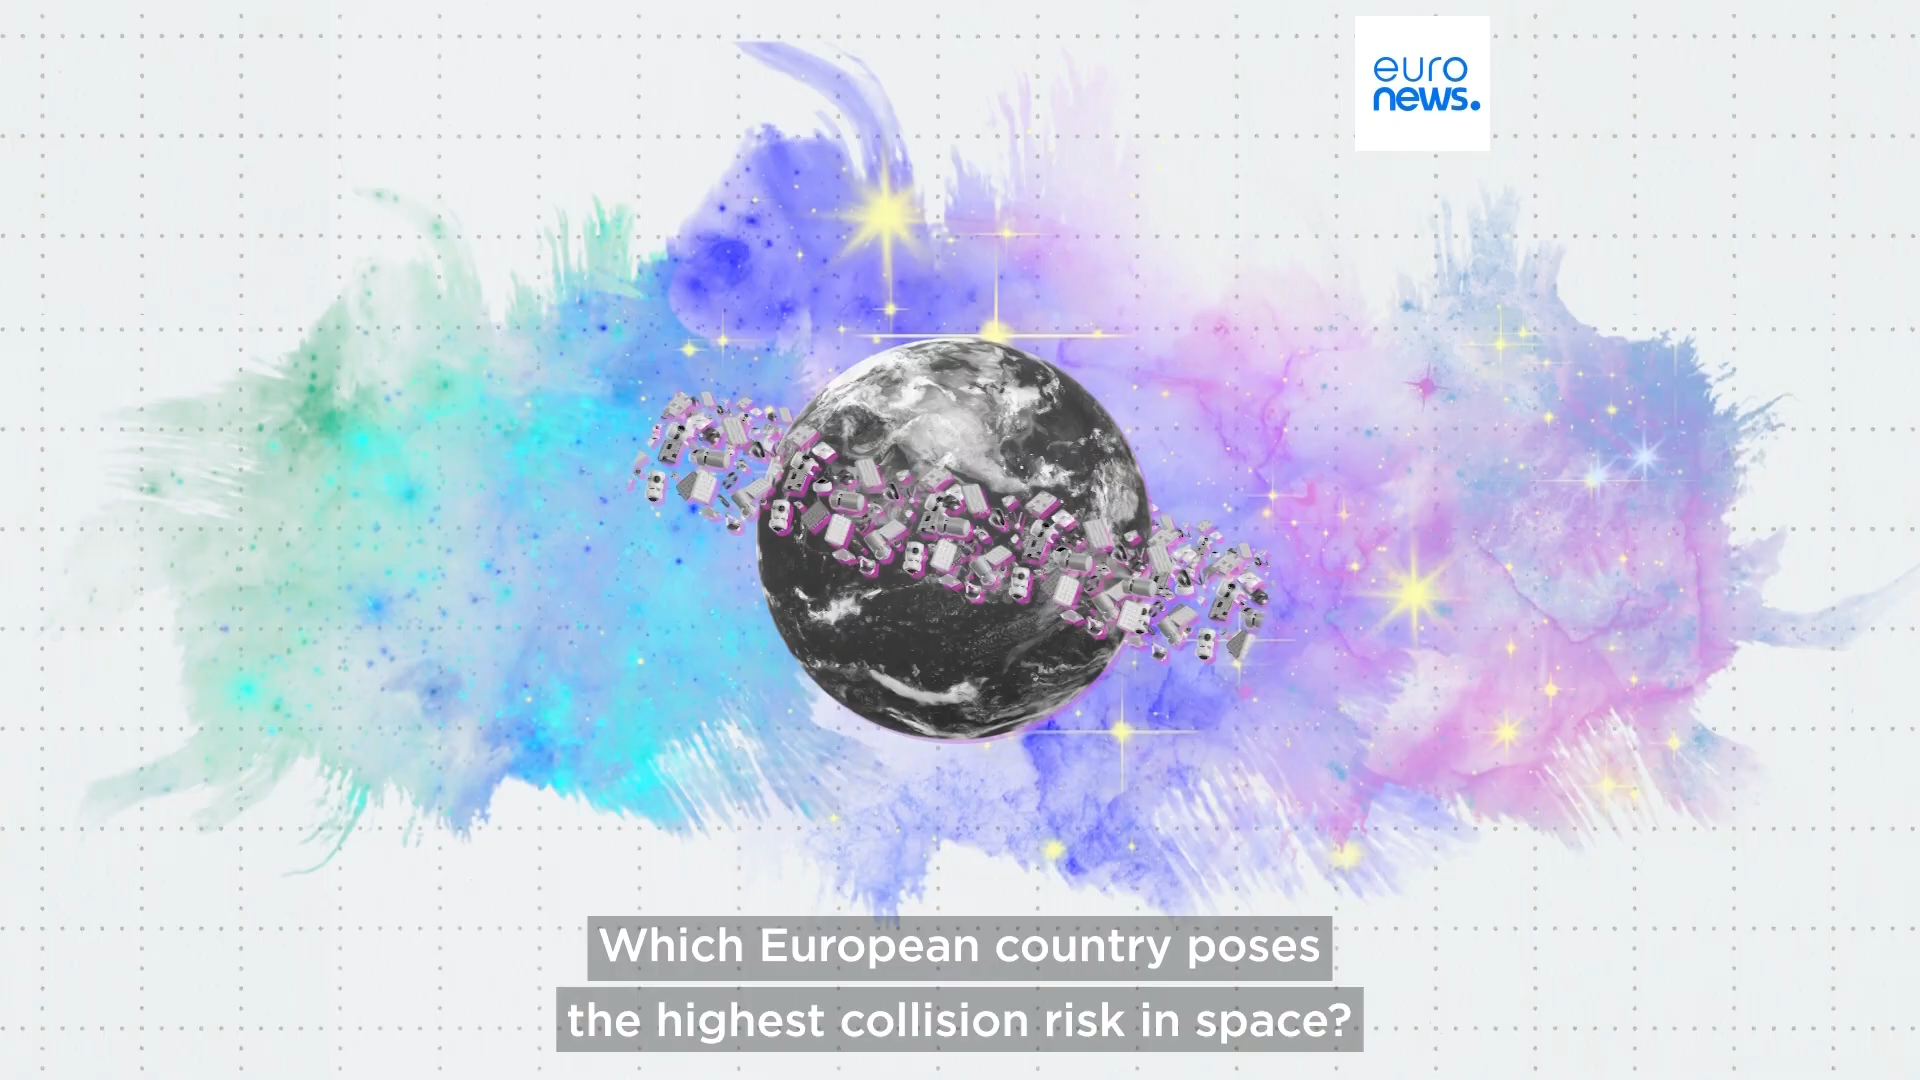 euro
news.
Which European country poses
the highest collision risk in space?